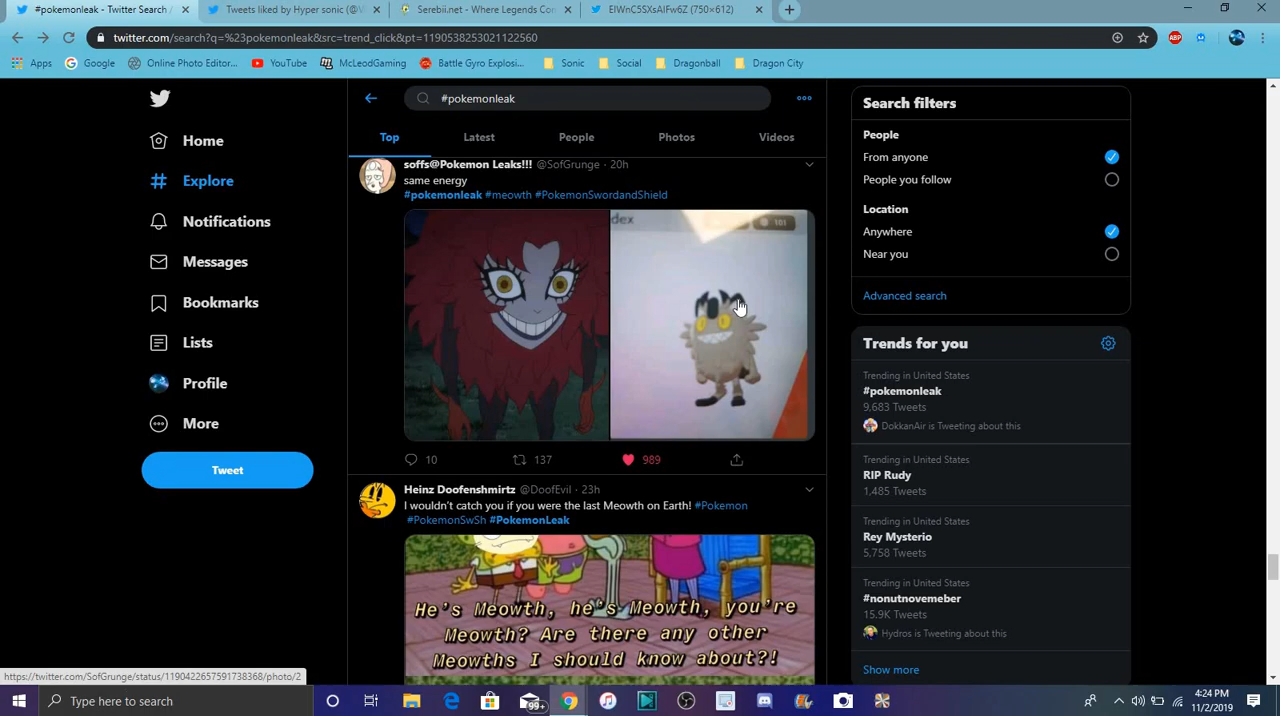 #pokemonleak - Twitter Search /
Tweets liked by Hyper sonic (@W
Serebii.net - Where Legends Con
EIWnC5SXsAIFw6Z (750×612)
twitter.com/search?q=%23pokemonleak&src=trend_click&pt=1190538253021122560
ABP
Apps
Google
Online Photo Editor...
YouTube
McLeodGaming
Battle Gyro Explosi...
Sonic
Social
Dragonball
Dragon City
Home
Explore
Notifications
Messages
Bookmarks
Lists
Profile
More
Tweet
#pokemonleak
Top
Latest
People
Photos
Videos
soffs@Pokemon Leaks!!! @SofGrunge · 20h
same energy
#pokemonleak #meowth #PokemonSwordandShield
dex
101
10
137
989
Heinz Doofenshmirtz @DoofEvil · 23h
I wouldn't catch you if you were the last Meowth on Earth! #Pokemon
#PokemonSwSh #PokemonLeak
He's Meowth, he's Meowth, you're
Meowth? Are there any other
Meowths I should know about?!
Search filters
People
From anyone
People you follow
Location
Anywhere
Near you
Advanced search
Trends for you
Trending in United States
#pokemonleak
9,683 Tweets
DokkanAir is Tweeting about this
Trending in United States
RIP Rudy
1,485 Tweets
Trending in United States
Rey Mysterio
5,758 Tweets
Trending in United States
#nonutnovemeber
15.9K Tweets
Hydros is Tweeting about this
Show more
https://twitter.com/SofGrunge/status/1190422657591738368/photo/2
Type here to search
99+
4:24 PM
11/2/2019